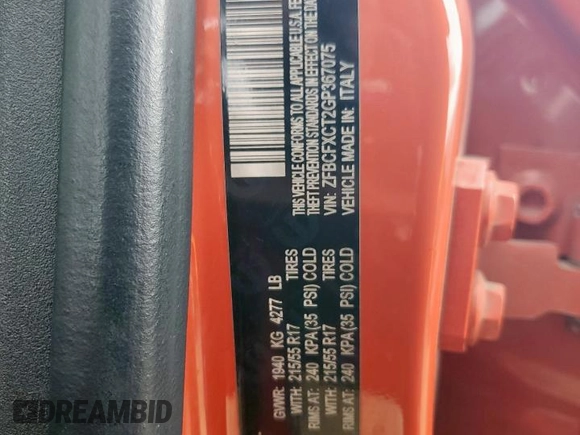 THIS VEHICLE CONFORMS TO ALL APPLICABLE U.S.A. FE
THEFT PREVENTION STANDARDS IN EFFECT ON THE DA
VIN: ZFBCFXCT2GP367075
VEHICLE MADE IN ITALY
GVWR: 1940 KG 4277 LB
WITH: 215/55 R17 TIRES
RIMS AT: 240 KPA (35 PSI) COLD
WITH: 215/55 R17 TIRES
RIMS AT: 240 KPA (35 PSI) COLD
DREAMBID